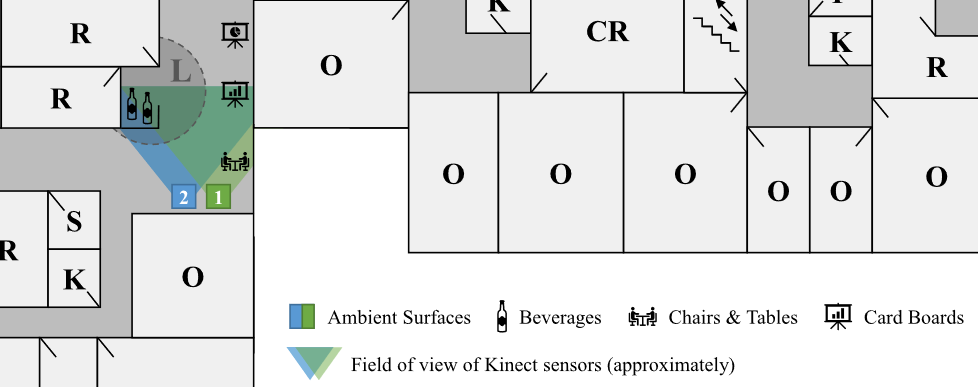 K
R
CR
O
L
K
R
R
O
O
O
O
O
O
2
1
S
R
K
O
Ambient Surfaces
Beverages
Chairs & Tables
Card Boards
Field of view of Kinect sensors (approximately)